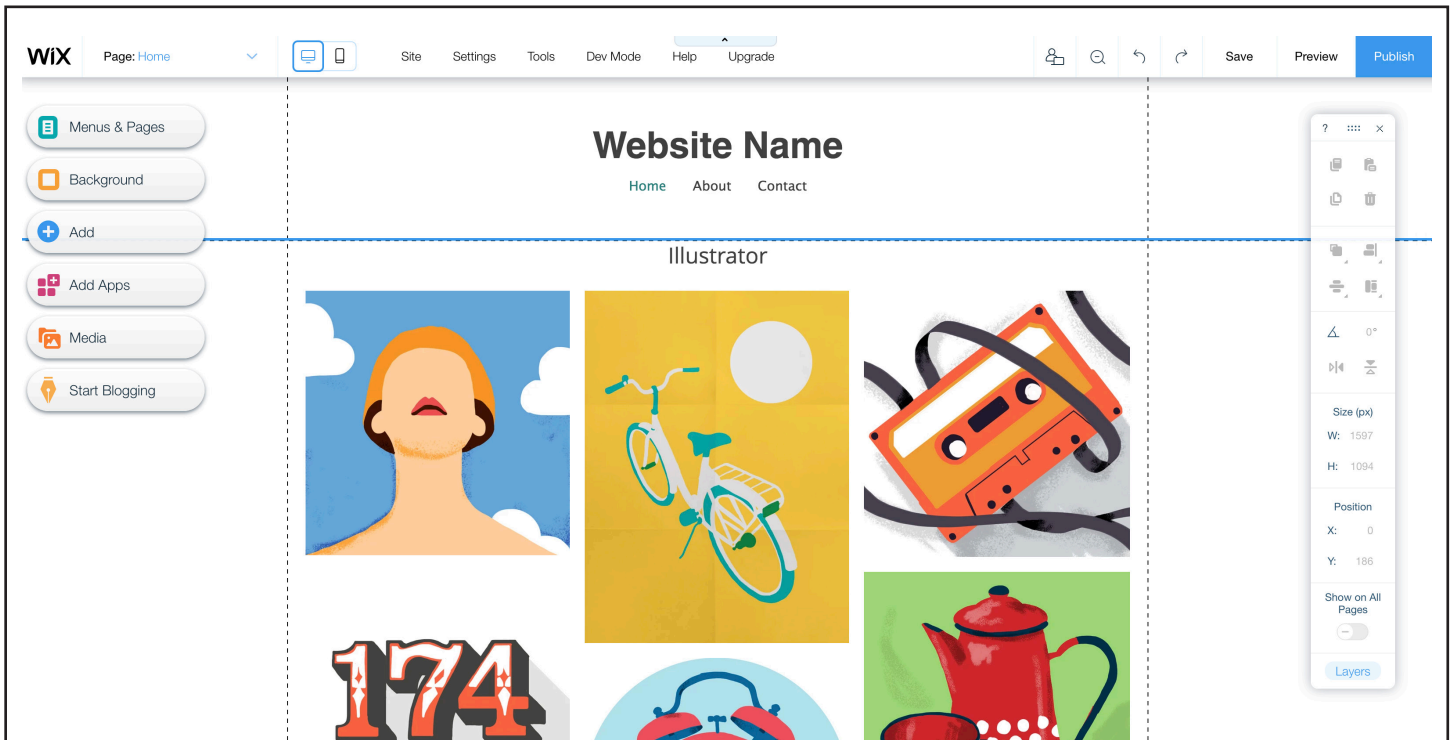 WiX
Page: Home
Site Settings Tools Dev Mode Help Upgrade
Save Preview Publish
Menus & Pages
Background
Add
Add Apps
Media
Start Blogging
Website Name
Home About Contact
Illustrator
174
?
0°
Size (px)
W: 1597
H: 1094
Position
X: 0
Y: 186
Show on All
Pages
Layers